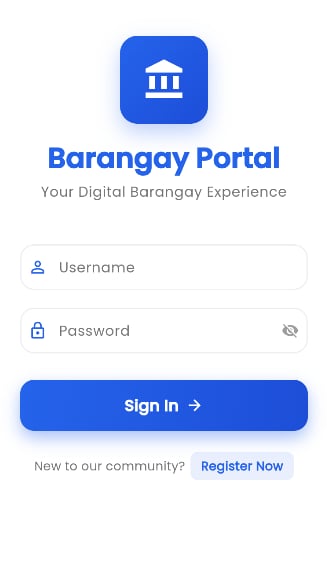 Barangay Portal
Your Digital Barangay Experience
Username
Password
Sign In →
New to our community? Register Now